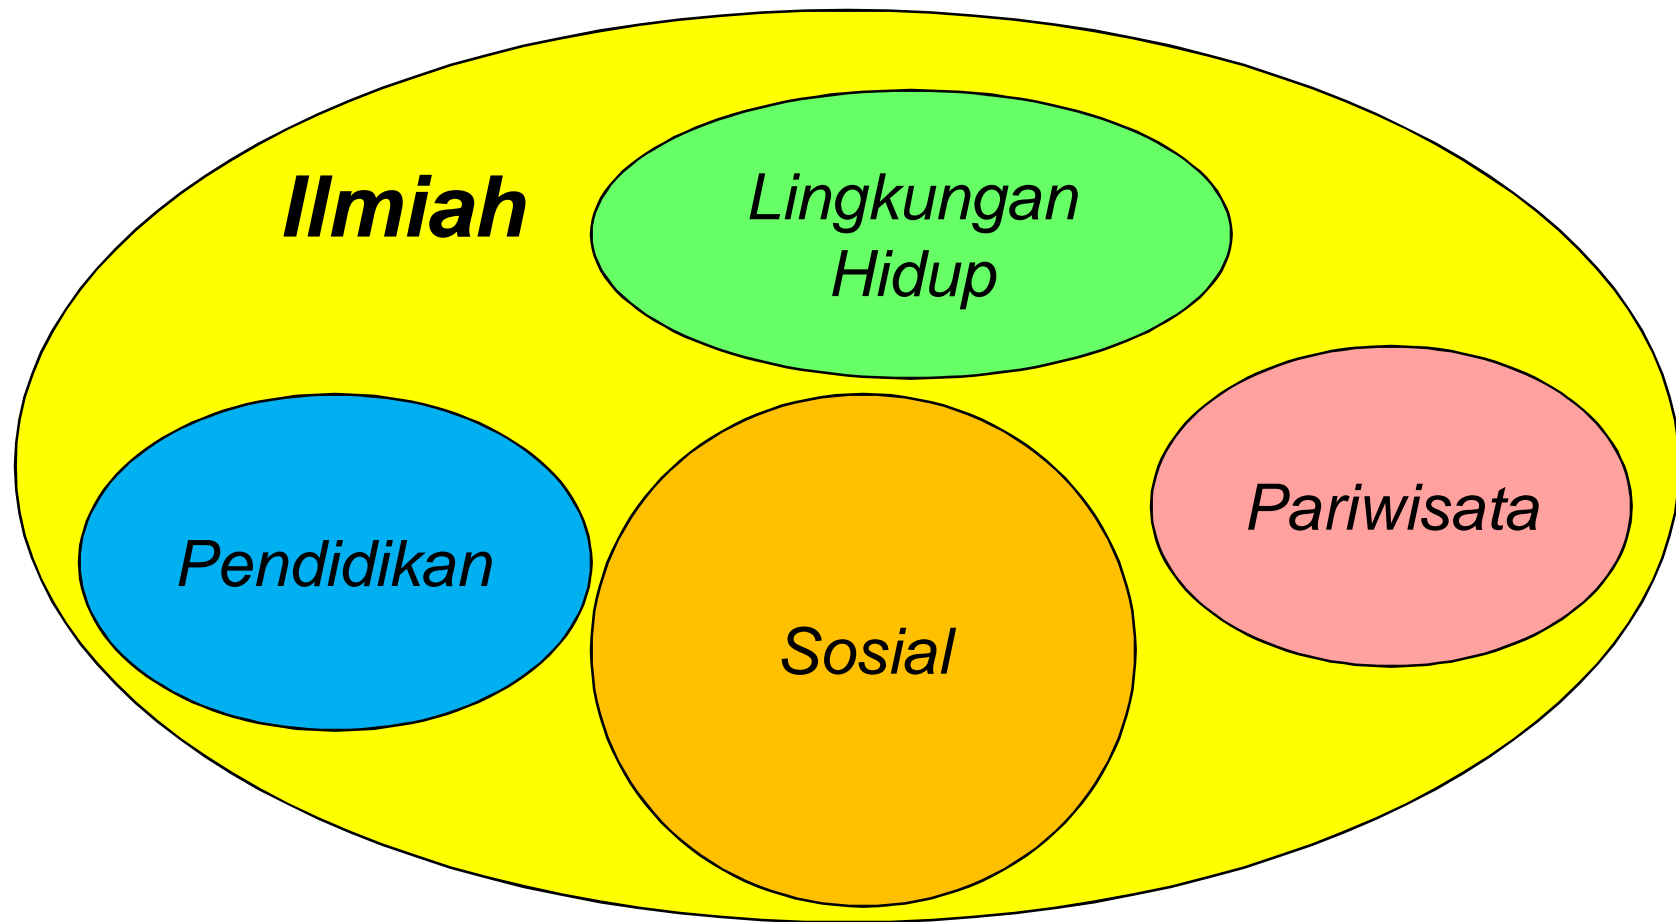 Ilmiah
Lingkungan
Hidup
Pariwisata
Pendidikan
Sosial